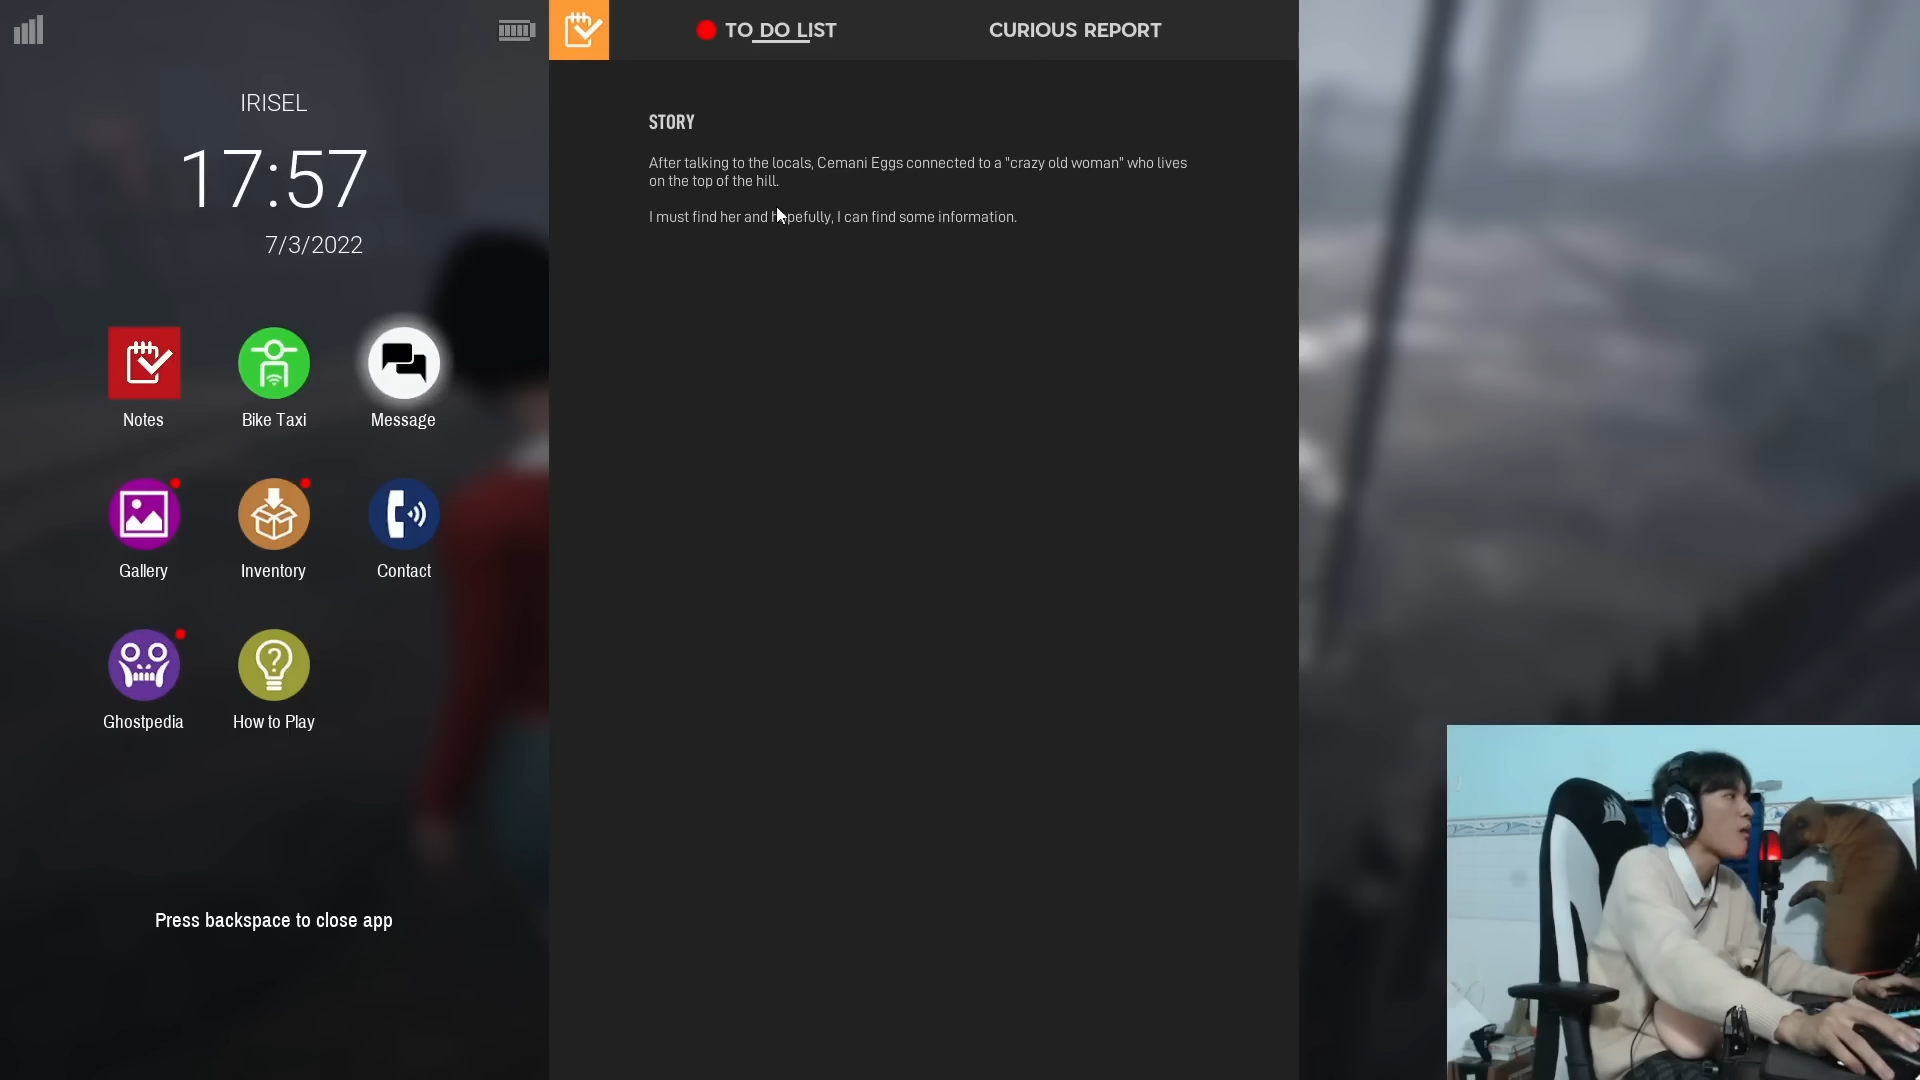 IRISEL
17:57
7/3/2022
Notes
Bike Taxi
Message
Gallery
Inventory
Contact
Ghostpedia
How to Play
Press backspace to close app
TO DO LIST
CURIOUS REPORT
STORY
After talking to the locals, Cemani Eggs connected to a "crazy old woman" who lives
on the top of the hill.
I must find her and hopefully, I can find some information.